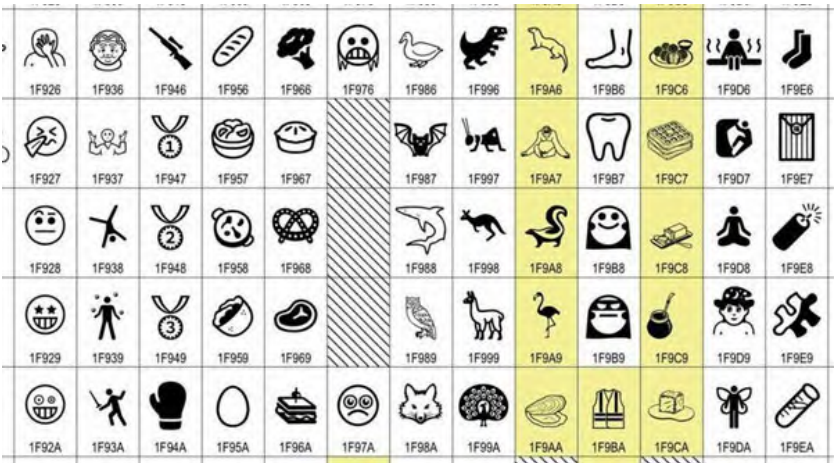 1F926 1F936 1F946 1F956 1F966 1F976 1F986 1F996 1F9A6 1F9B6 1F9C6 1F9D6 1F9E6
1
1F927 1F937 1F947 1F957 1F967 1F987 1F997 1F9A7 1F9B7 1F9C7 1F9D7 1F9E7
2
1F928 1F938 1F948 1F958 1F968 1F988 1F998 1F9A8 1F9B8 1F9C8 1F9D8 1F9E8
3
1F929 1F939 1F949 1F959 1F969 1F989 1F999 1F9A9 1F9B9 1F9C9 1F9D9 1F9E9
1F92A 1F93A 1F94A 1F95A 1F96A 1F97A 1F98A 1F99A 1F9AA 1F9BA 1F9CA 1F9DA 1F9EA